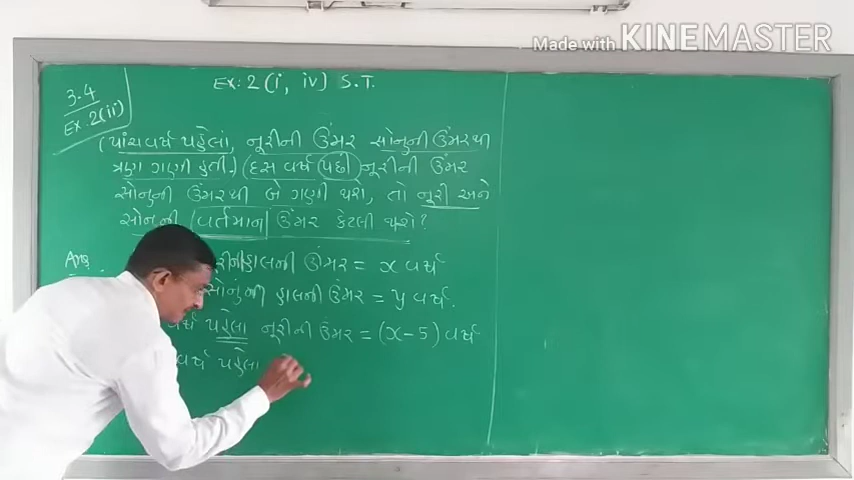 Made with KINEMASTER
Ex: 2 (i, iv) S.T.
3.4
Ex. 2(ii)
(પાંચ વર્ષ પહેલાં, નૂરીની ઉંમર સોનુની ઉંમરથી
ત્રણ ગણી હતી.) (દસ વર્ષ પછી નૂરીની ઉંમર
સોનુની ઉંમરથી બે ગણી થશે, તો નૂરી અને
સોનુની વર્તમાન ઉંમર કેટલી થશે?
Ans
હાલની ઉંમર = x વર્ષ
સોનુની હાલની ઉંમર = y વર્ષ.
વર્ષ પહેલા નૂરીની ઉંમર = (x - 5) વર્ષ
વર્ષ પહેલા